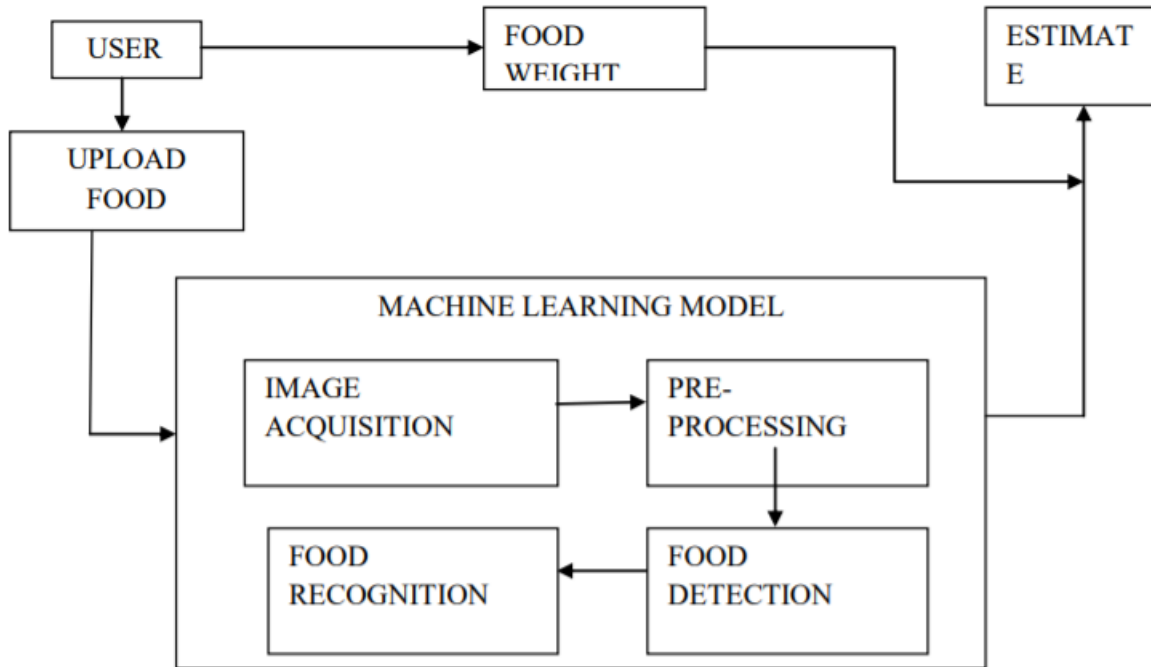 USER
FOOD
WEIGHT
ESTIMAT
E
UPLOAD
FOOD
MACHINE LEARNING MODEL
IMAGE
ACQUISITION
PRE-
PROCESSING
FOOD
RECOGNITION
FOOD
DETECTION